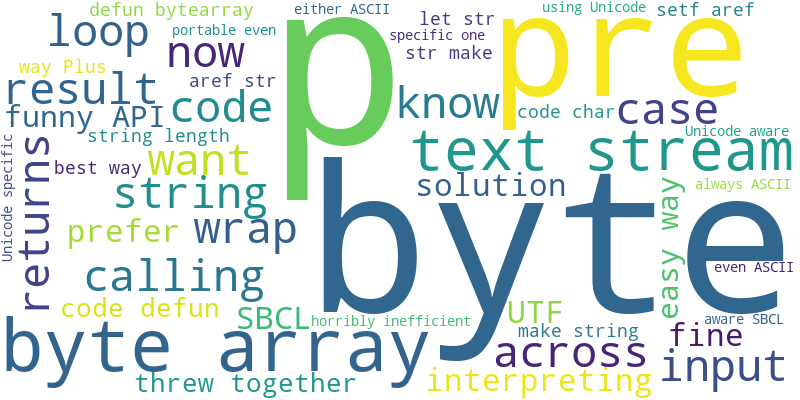 defun bytearray
either ASCII
using Unicode
setf aref
let str
loop
portable even
p
pre
specific one
now
str make
way Plus
aref str
result
know
code
case
code char
funny API
Unicode aware
string length
text stream
want
best way
Unicode specific
returns
solution
always ASCII
string
byte
easy way
prefer
wrap
calling
even ASCII
code defun
SBCL
horribly inefficient
UTF
aware SBCL
make string
fine
byte array
across
input
threw together
interpreting